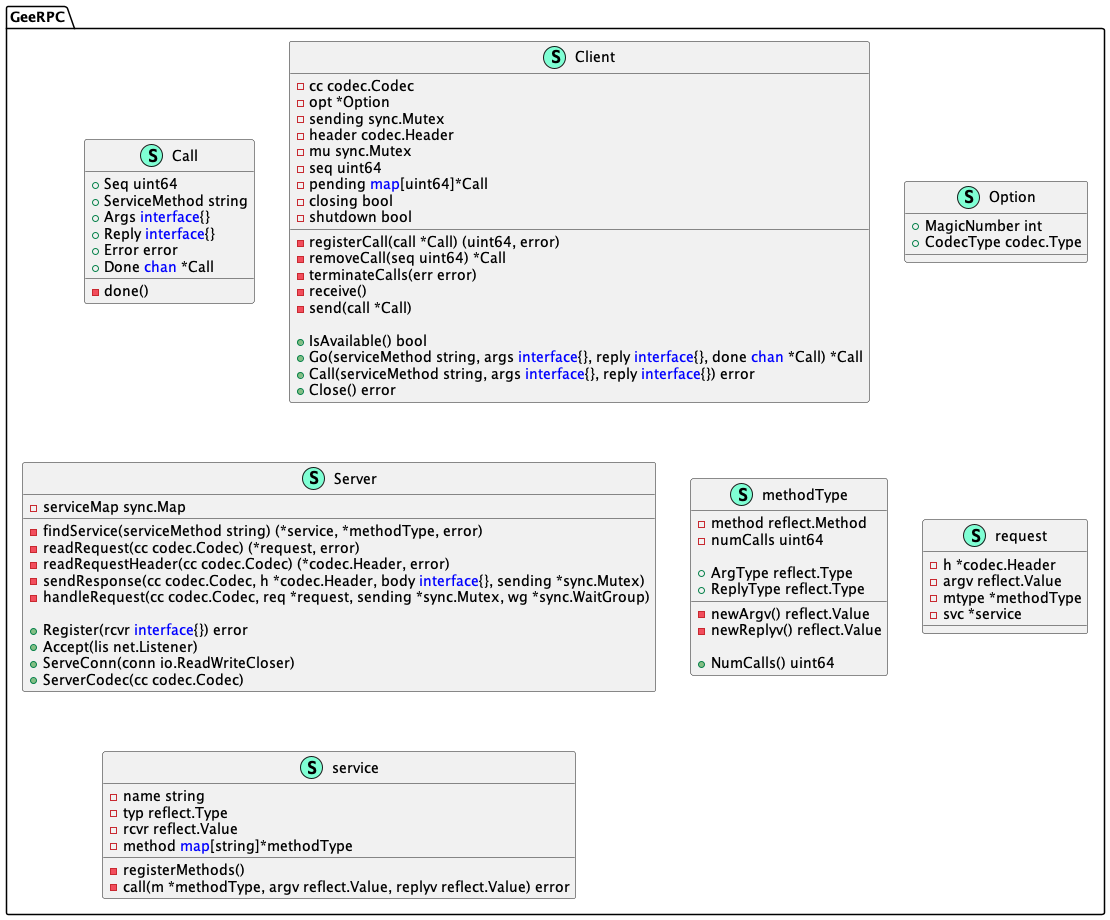 GeeRPC
S Client
cc codec.Codec
opt *Option
sending sync.Mutex
header codec.Header
mu sync.Mutex
seq uint64
pending map[uint64]*Call
closing bool
shutdown bool
registerCall(call *Call) (uint64, error)
removeCall(seq uint64) *Call
terminateCalls(err error)
receive()
send(call *Call)
IsAvailable() bool
Go(serviceMethod string, args interface{}, reply interface{}, done chan *Call) *Call
Call(serviceMethod string, args interface{}, reply interface{}) error
Close() error
S Call
Seq uint64
ServiceMethod string
Args interface{}
Reply interface{}
Error error
Done chan *Call
done()
S Option
MagicNumber int
CodecType codec.Type
S Server
serviceMap sync.Map
findService(serviceMethod string) (*service, *methodType, error)
readRequest(cc codec.Codec) (*request, error)
readRequestHeader(cc codec.Codec) (*codec.Header, error)
sendResponse(cc codec.Codec, h *codec.Header, body interface{}, sending *sync.Mutex)
handleRequest(cc codec.Codec, req *request, sending *sync.Mutex, wg *sync.WaitGroup)
Register(rcvr interface{}) error
Accept(lis net.Listener)
ServeConn(conn io.ReadWriteCloser)
ServerCodec(cc codec.Codec)
S methodType
method reflect.Method
numCalls uint64
ArgType reflect.Type
ReplyType reflect.Type
newArgv() reflect.Value
newReplyv() reflect.Value
NumCalls() uint64
S request
h *codec.Header
argv reflect.Value
mtype *methodType
svc *service
S service
name string
typ reflect.Type
rcvr reflect.Value
method map[string]*methodType
registerMethods()
call(m *methodType, argv reflect.Value, replyv reflect.Value) error